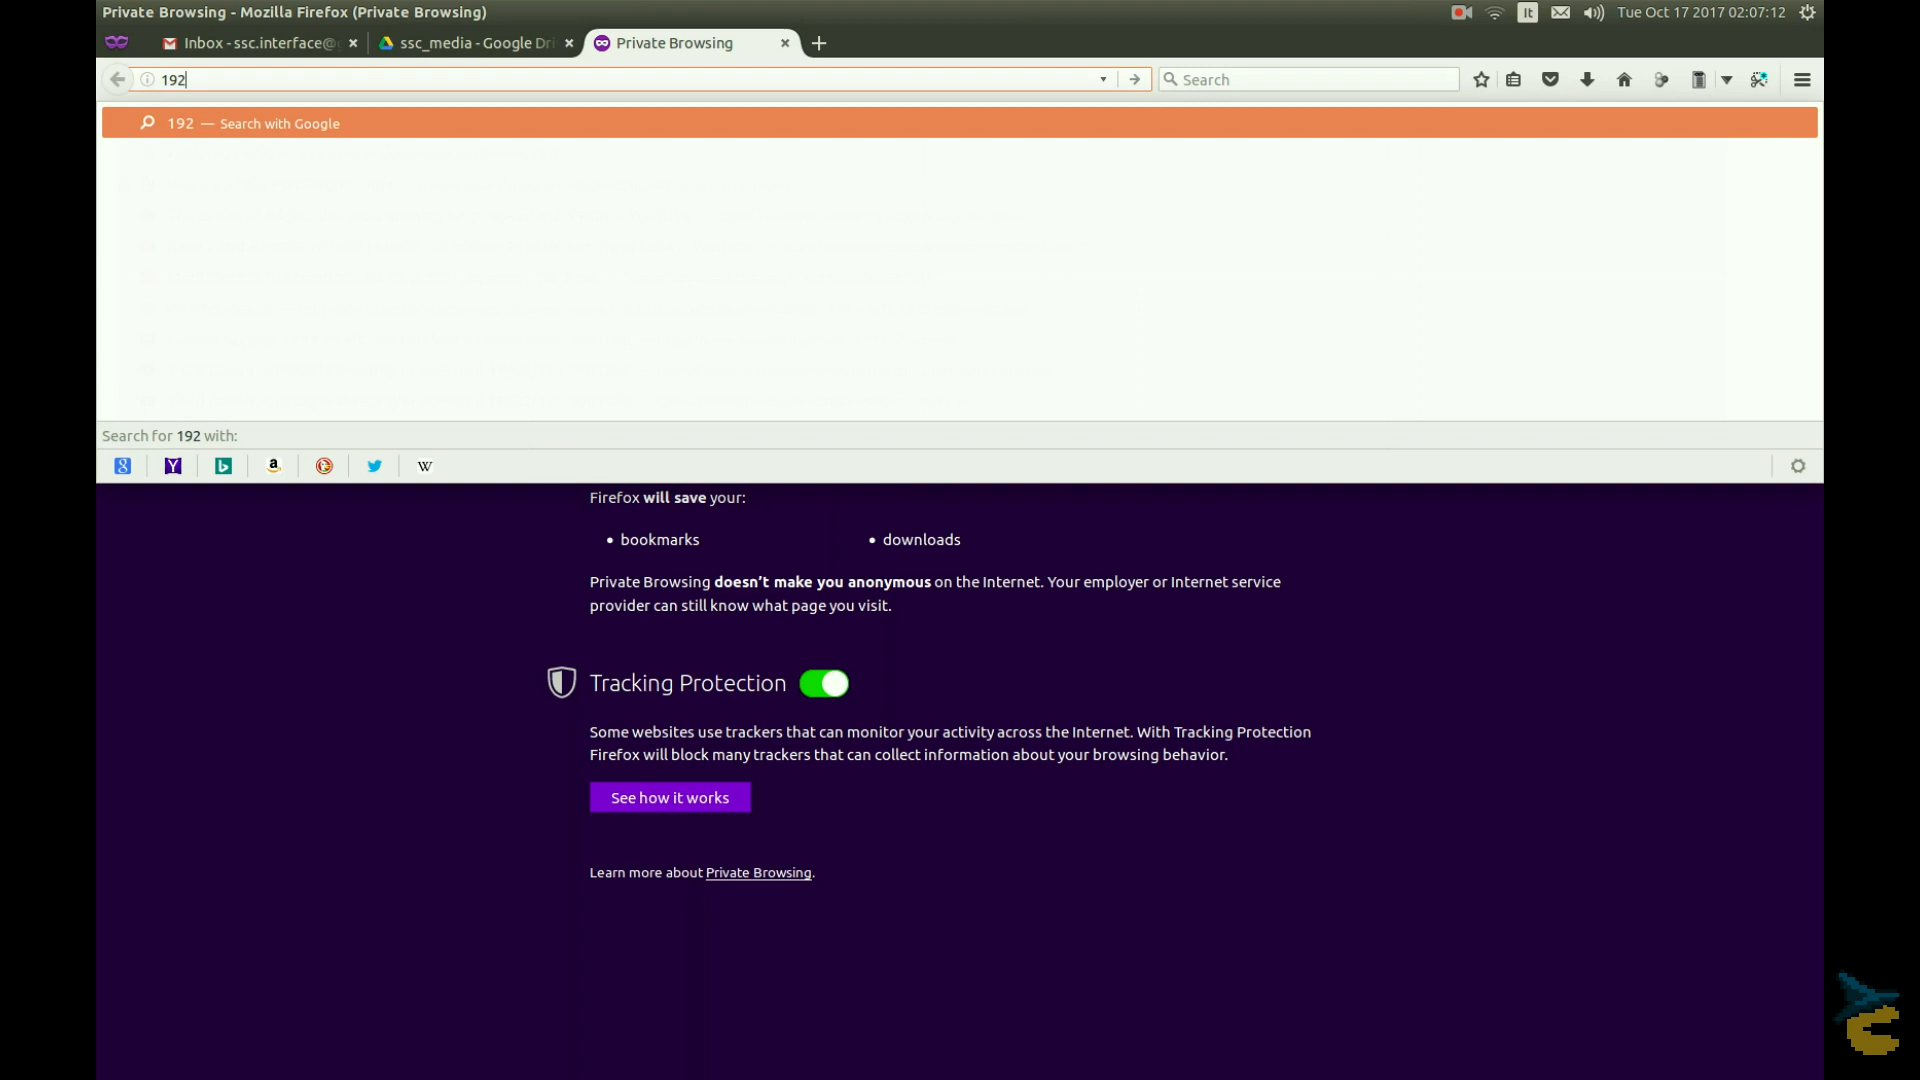 Private Browsing - Mozilla Firefox (Private Browsing)
It
Tue Oct 17 2017 02:07:12
Inbox - ssc.interface@g
ssc_media - Google Dri
Private Browsing
192
Search
192 — Search with Google
Search for 192 with:
Firefox will save your:
• bookmarks
• downloads
Private Browsing doesn’t make you anonymous on the Internet. Your employer or Internet service
provider can still know what page you visit.
Tracking Protection
Some websites use trackers that can monitor your activity across the Internet. With Tracking Protection
Firefox will block many trackers that can collect information about your browsing behavior.
See how it works
Learn more about Private Browsing.